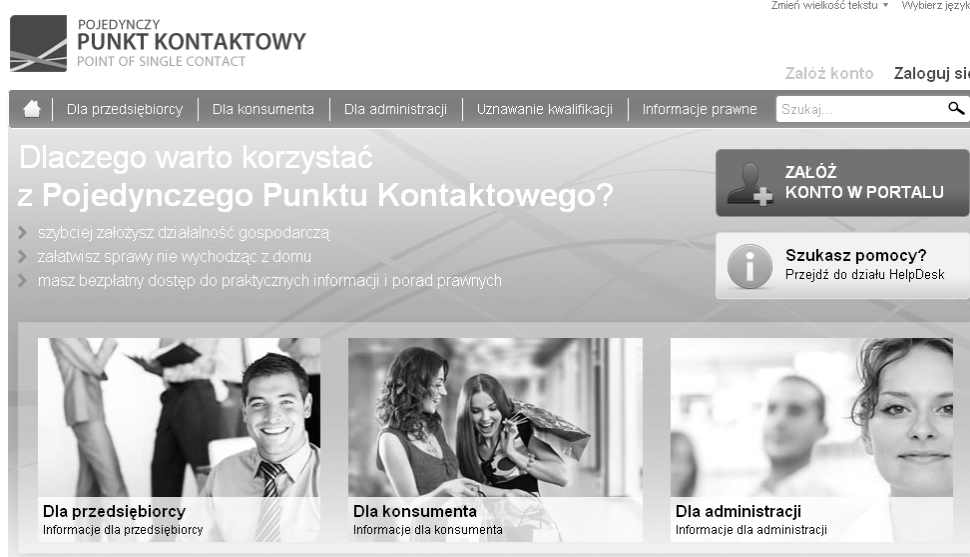 Zmień wielkość tekstu Wybierz język
POJEDYNCZY
PUNKT KONTAKTOWY
POINT OF SINGLE CONTACT
Załóż konto Zaloguj się
Dla przedsiębiorcy Dla konsumenta Dla administracji Uznawanie kwalifikacji Informacje prawne Szukaj...
Dlaczego warto korzystać
z Pojedynczego Punktu Kontaktowego?
szybciej założysz działalność gospodarczą
załatwisz sprawy nie wychodząc z domu
masz bezpłatny dostęp do praktycznych informacji i porad prawnych
ZAŁÓŻ
KONTO W PORTALU
Szukasz pomocy?
Przejdź do działu HelpDesk
Dla przedsiębiorcy
Informacje dla przedsiębiorcy
Dla konsumenta
Informacje dla konsumenta
Dla administracji
Informacje dla administracji